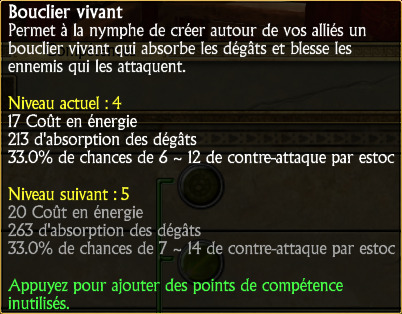 Bouclier vivant
Permet à la nymphe de créer autour de vos alliés un
bouclier vivant qui absorbe les dégâts et blesse les
ennemis qui les attaquent.
Niveau actuel : 4
17 Coût en énergie
213 d'absorption des dégâts
33.0% de chances de 6 ~ 12 de contre-attaque par estoc
Niveau suivant : 5
20 Coût en énergie
263 d'absorption des dégâts
33.0% de chances de 7 ~ 14 de contre-attaque par estoc
Appuyez pour ajouter des points de compétence
inutilisés.